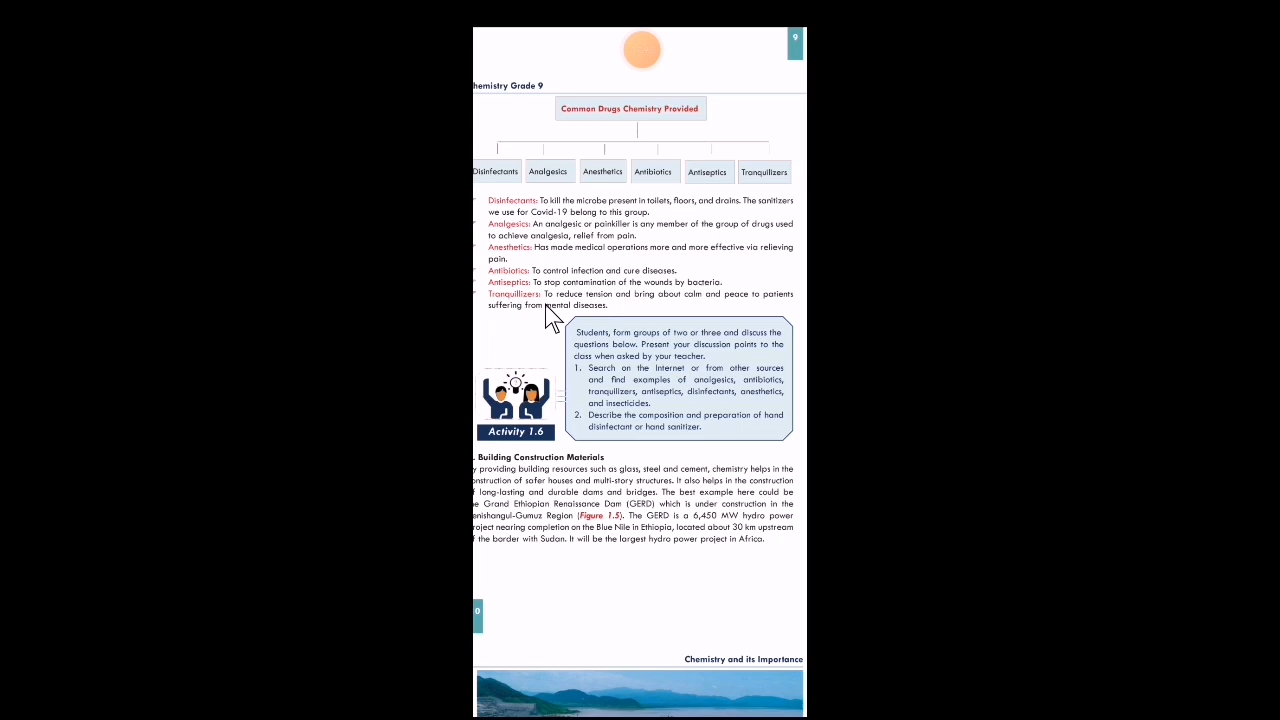 9
hemistry Grade 9
Common Drugs Chemistry Provided
Disinfectants Analgesics Anesthetics Antibiotics Antiseptics Tranquilizers
Disinfectants: To kill the microbe present in toilets, floors, and drains. The sanitizers
we use for Covid-19 belong to this group.
Analgesics: An analgesic or painkiller is any member of the group of drugs used
to achieve analgesia, relief from pain.
Anesthetics: Has made medical operations more and more effective via relieving
pain.
Antibiotics: To control infection and cure diseases.
Antiseptics: To stop contamination of the wounds by bacteria.
Tranquillizers: To reduce tension and bring about calm and peace to patients
suffering from mental diseases.
Students, form groups of two or three and discuss the
questions below. Present your discussion points to the
class when asked by your teacher.
1. Search on the Internet or from other sources
and find examples of analgesics, antibiotics,
tranquilizers, antiseptics, disinfectants, anesthetics,
and insecticides.
2. Describe the composition and preparation of hand
disinfectant or hand sanitizer.
Activity 1.6
. Building Construction Materials
y providing building resources such as glass, steel and cement, chemistry helps in the
onstruction of safer houses and multi-story structures. It also helps in the construction
f long-lasting and durable dams and bridges. The best example here could be
e Grand Ethiopian Renaissance Dam (GERD) which is under construction in the
enishangul-Gumuz Region (Figure 1.5). The GERD is a 6,450 MW hydro power
roject nearing completion on the Blue Nile in Ethiopia, located about 30 km upstream
f the border with Sudan. It will be the largest hydro power project in Africa.
0
Chemistry and its Importance